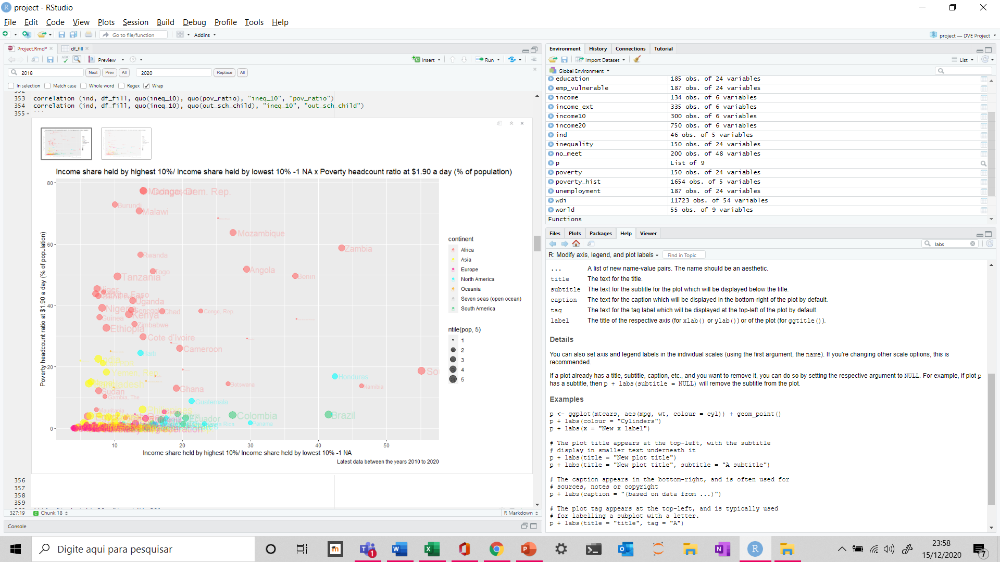 project - RStudio
File Edit Code View Plots Session Build Debug Profile Tools Help
Go to file/function Addins
project — DVE Project
Project.Rmd* df_fill
Preview Insert Run
2018 Next Prev All 2020 Replace All
In selection Match case Whole word Regex Wrap
353 correlation (ind, df_fill, quo(ineq_10), quo(pov_ratio), "ineq_10", "pov_ratio")
354 correlation (ind, df_fill, quo(ineq_10), quo(out_sch_child), "ineq_10", "out_sch_child")
355 ```
Income share held by highest 10%/ Income share held by lowest 10% -1 NA x Poverty headcount ratio at $1.90 a day (% of population)
Poverty headcount ratio at $1.90 a day (% of population)
80
60
40
20
0
Madagascar
Congo, Dem. Rep.
Burundi
Malawi
Mozambique
Zambia
Rwanda
Togo
Angola
Benin
Tanzania
Niger
Uganda
Nigeria
Senegal
Chad
Congo, Rep.
Guinea
Kenya
Zimbabwe
Ethiopia
Cote d'Ivoire
Cameroon
Haiti
Yemen, Rep.
So
Honduras
Botswana
Namibia
Ghana
Sudan
Gambia, The
Guatemala
Mauritania
Colombia
Brazil
Ecuador
Panama
10 20 30 40 50
Income share held by highest 10%/ Income share held by lowest 10% -1 NA
Latest data between the years 2010 to 2020
continent
Africa
Asia
Europe
North America
Oceania
Seven seas (open ocean)
South America
ntile(pop, 5)
1
2
3
4
5
356
357
358
359
327:19 Chunk 18 R Markdown
Console
Environment History Connections Tutorial
Import Dataset List
Global Environment
education 185 obs. of 24 variables
emp_vulnerable 187 obs. of 24 variables
income 134 obs. of 6 variables
income_ext 335 obs. of 6 variables
income10 300 obs. of 6 variables
income20 750 obs. of 6 variables
ind 46 obs. of 5 variables
inequality 150 obs. of 24 variables
no_meet 200 obs. of 48 variables
p List of 9
poverty 150 obs. of 24 variables
poverty_hist 1654 obs. of 5 variables
unemployment 187 obs. of 24 variables
wdi 11723 obs. of 54 variables
world 55 obs. of 9 variables
Functions
Files Plots Packages Help Viewer
labs
R: Modify axis, legend, and plot labels Find in Topic
... A list of new name-value pairs. The name should be an aesthetic.
title The text for the title.
subtitle The text for the subtitle for the plot which will be displayed below the title.
caption The text for the caption which will be displayed in the bottom-right of the plot by default.
tag The text for the tag label which will be displayed at the top-left of the plot by default.
label The title of the respective axis (for xlab() or ylab()) or of the plot (for ggtitle()).
Details
You can also set axis and legend labels in the individual scales (using the first argument, the name). If you're changing other scale options, this is
recommended.
If a plot already has a title, subtitle, caption, etc., and you want to remove it, you can do so by setting the respective argument to NULL. For example, if plot p
has a subtitle, then p + labs(subtitle = NULL) will remove the subtitle from the plot.
Examples
p <- ggplot(mtcars, aes(mpg, wt, colour = cyl)) + geom_point()
p + labs(colour = "Cylinders")
p + labs(x = "New x label")
# The plot title appears at the top-left, with the subtitle
# display in smaller text underneath it
p + labs(title = "New plot title")
p + labs(title = "New plot title", subtitle = "A subtitle")
# The caption appears in the bottom-right, and is often used for
# sources, notes or copyright
p + labs(caption = "(based on data from ...)")
# The plot tag appears at the top-left, and is typically used
# for labelling a subplot with a letter.
p + labs(title = "title", tag = "A")
Digite aqui para pesquisar
23:58
15/12/2020
7